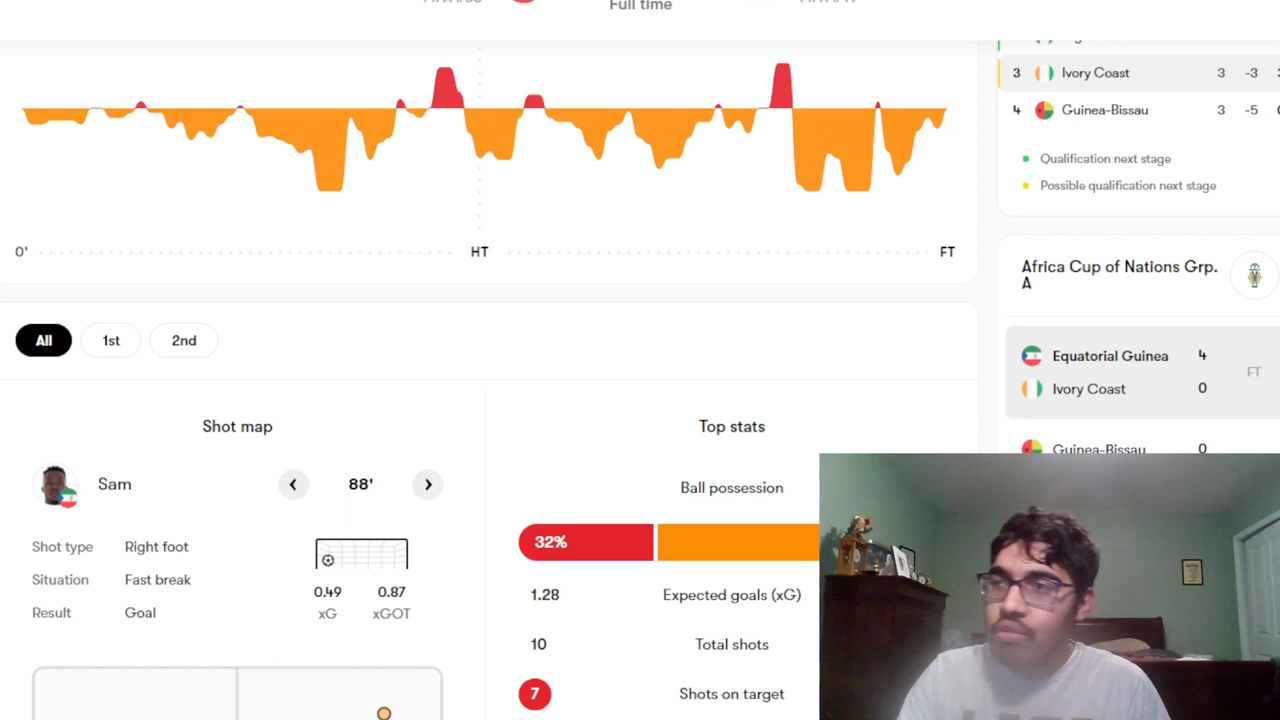 Full time
3 Ivory Coast 3 -3
4 Guinea-Bissau 3 -5
Qualification next stage
Possible qualification next stage
0' HT FT
Africa Cup of Nations Grp.
A
Equatorial Guinea 4
FT
Ivory Coast 0
Guinea-Bissau 0
All 1st 2nd
Shot map
Sam 88'
Shot type Right foot
Situation Fast break
Result Goal
0.49 0.87
xG xGOT
Top stats
Ball possession
32%
1.28 Expected goals (xG)
10 Total shots
7 Shots on target